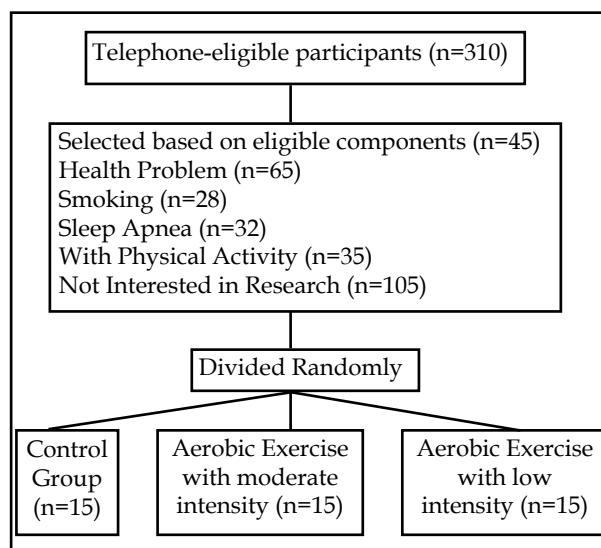 Telephone-eligible participants (n=310)
Selected based on eligible components (n=45)
Health Problem (n=65)
Smoking (n=28)
Sleep Apnea (n=32)
With Physical Activity (n=35)
Not Interested in Research (n=105)
Divided Randomly
Control
Group
(n=15)
Aerobic Exercise
with moderate
intensity (n=15)
Aerobic Exercise
with low
intensity (n=15)